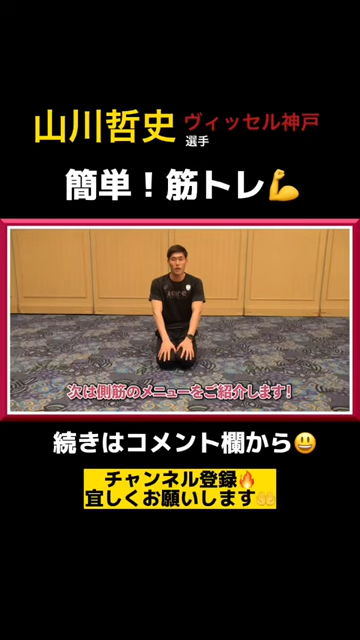 山川哲史 ヴィッセル神戸
選手
簡単！筋トレ💪
次は側筋のメニューをご紹介します！
続きはコメント欄から😃
チャンネル登録🔥
宜しくお願いします🤲🏻